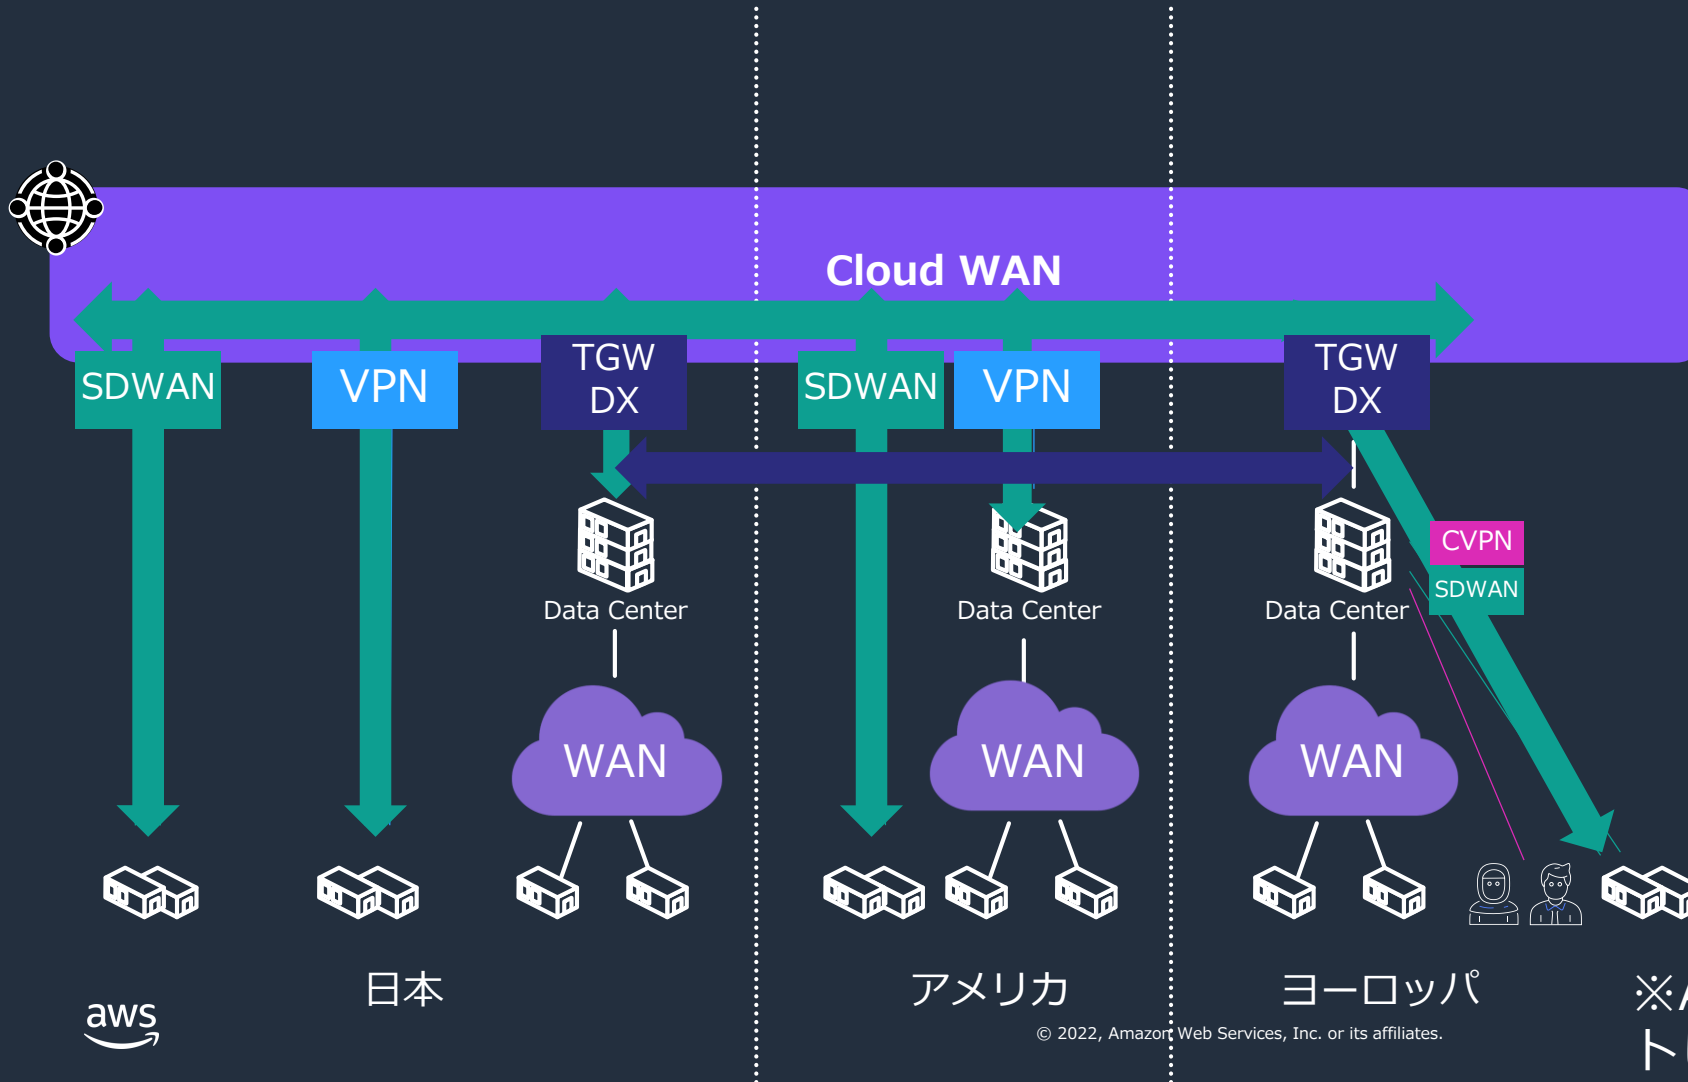 Cloud WAN
SDWAN
VPN
TGW
DX
SDWAN
VPN
TGW
DX
CVPN
SDWAN
Data Center
Data Center
Data Center
WAN
WAN
WAN
日本
アメリカ
ヨーロッパ
aws
© 2022, Amazon Web Services, Inc. or its affiliates.